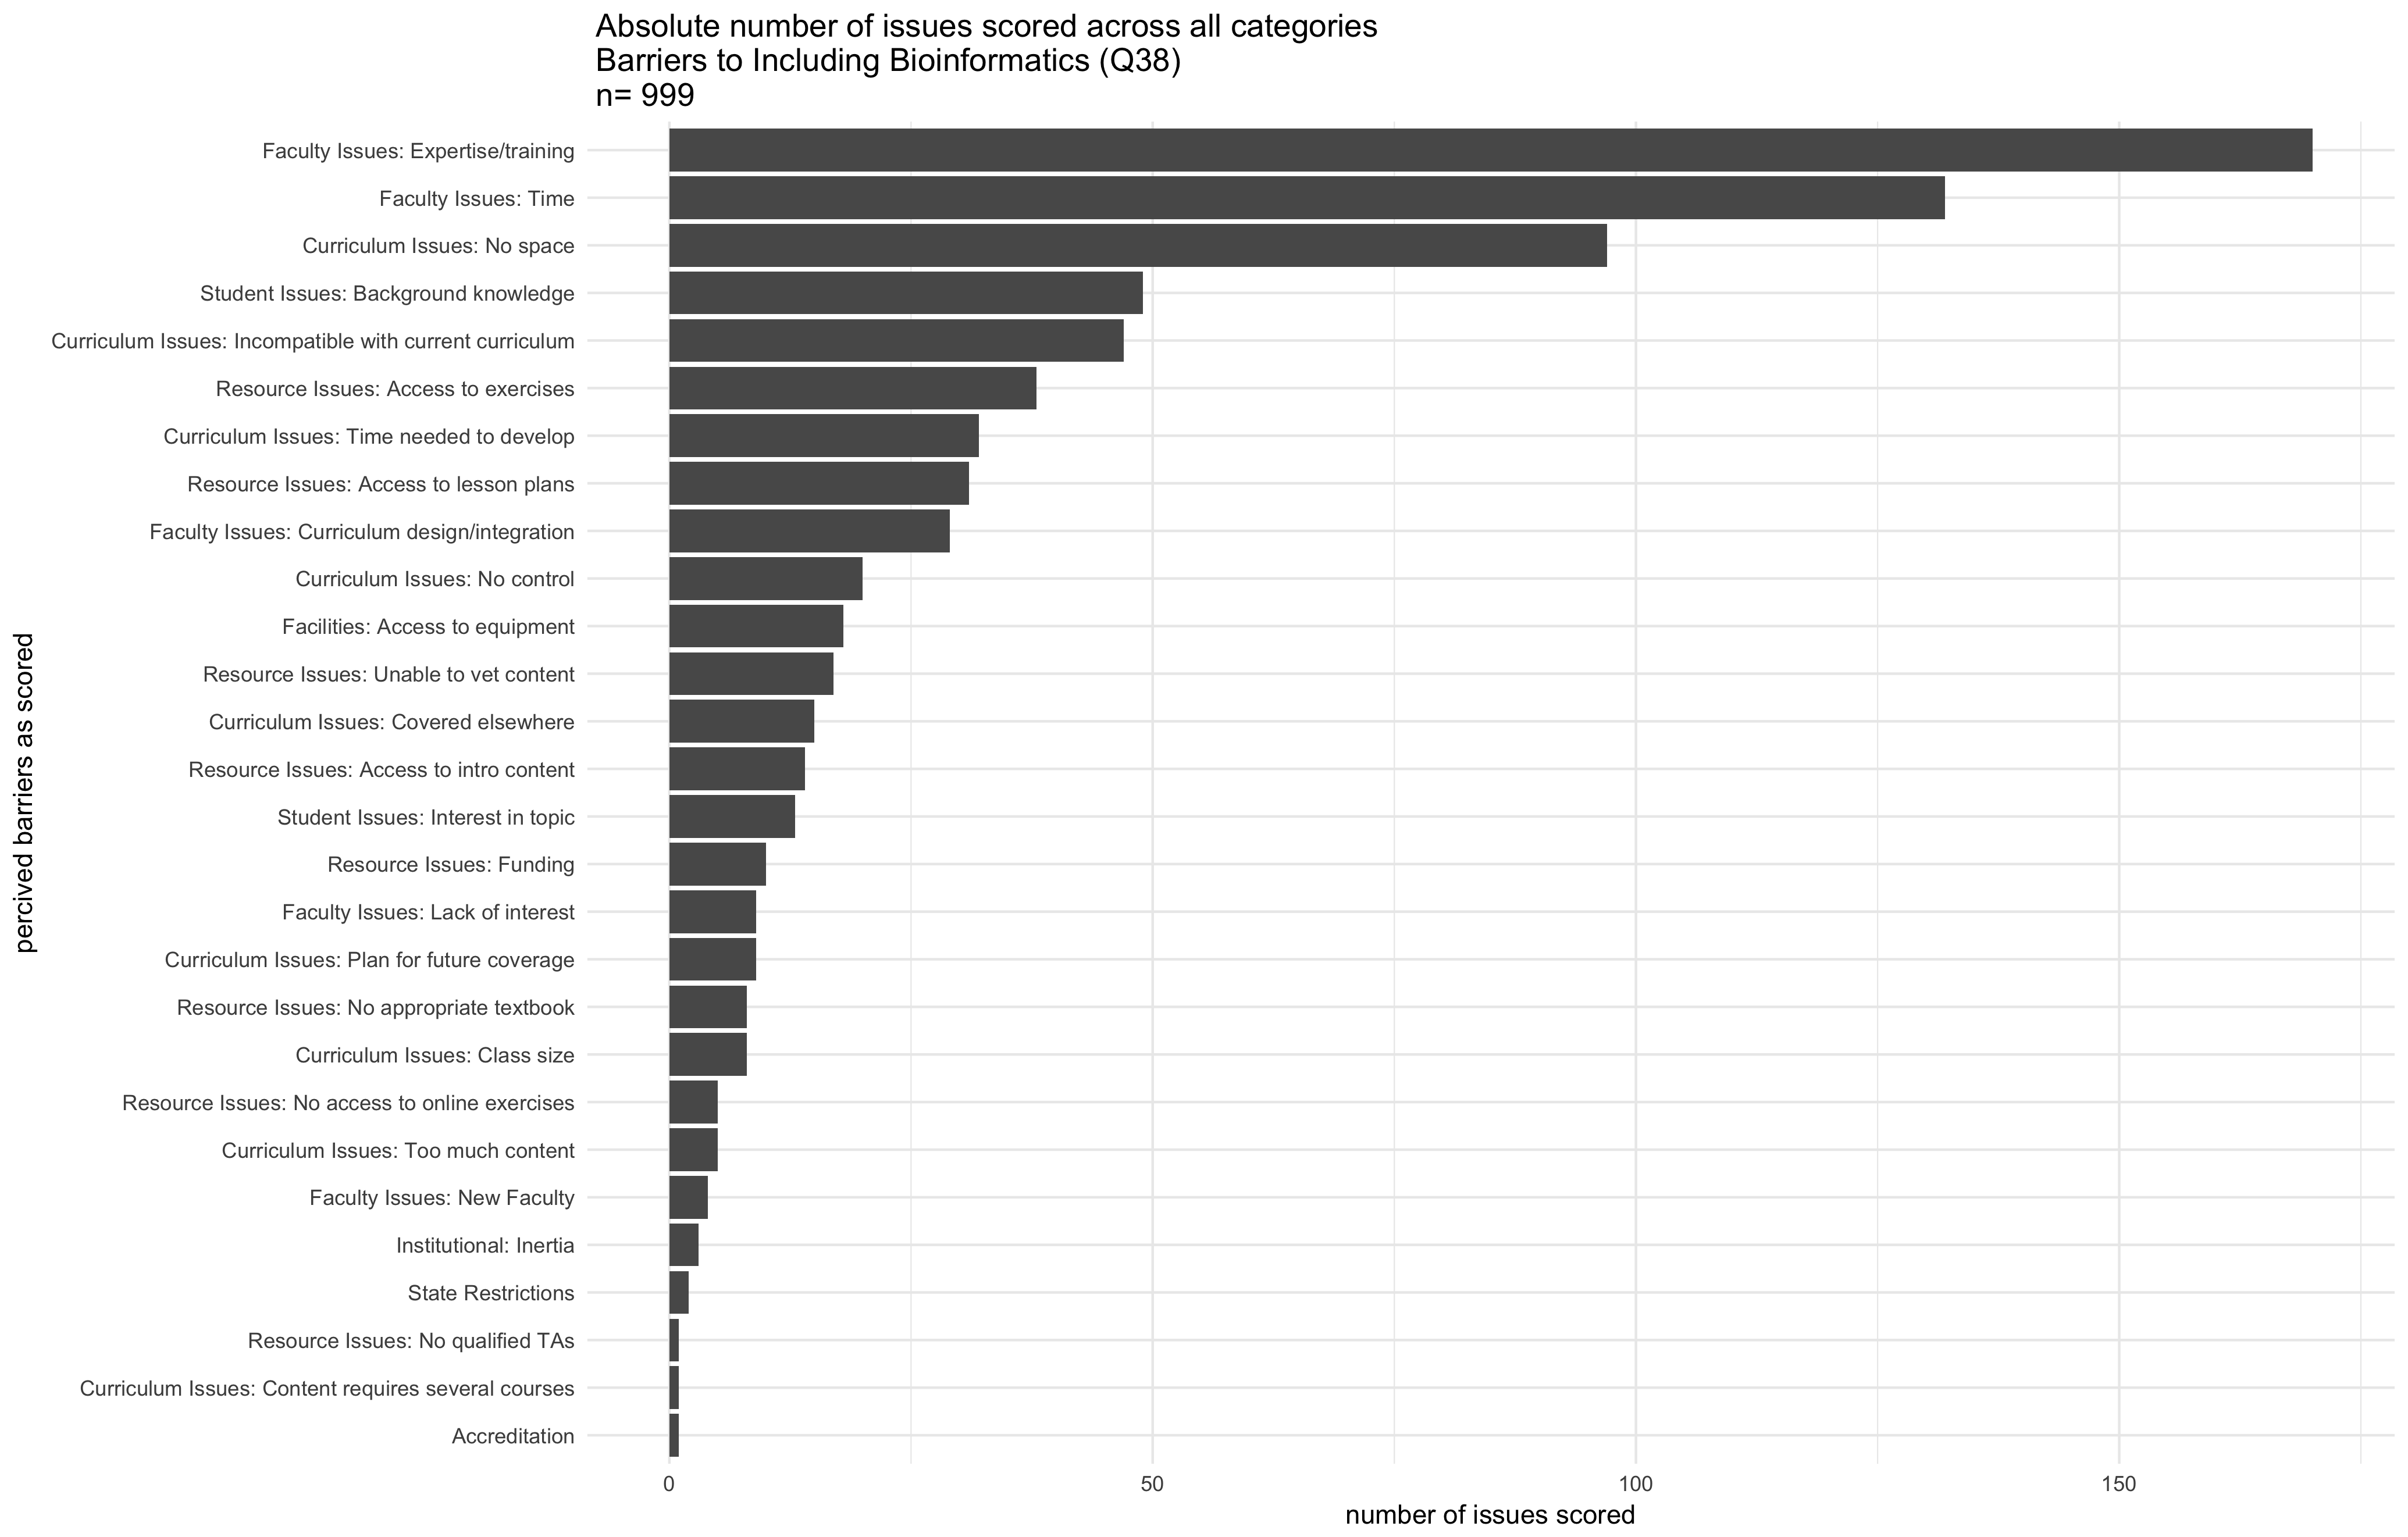 Absolute number of issues scored across all categories
Barriers to Including Bioinformatics (Q38)
n= 999
percived barriers as scored
Faculty Issues: Expertise/training
Faculty Issues: Time
Curriculum Issues: No space
Student Issues: Background knowledge
Curriculum Issues: Incompatible with current curriculum
Resource Issues: Access to exercises
Curriculum Issues: Time needed to develop
Resource Issues: Access to lesson plans
Faculty Issues: Curriculum design/integration
Curriculum Issues: No control
Facilities: Access to equipment
Resource Issues: Unable to vet content
Curriculum Issues: Covered elsewhere
Resource Issues: Access to intro content
Student Issues: Interest in topic
Resource Issues: Funding
Faculty Issues: Lack of interest
Curriculum Issues: Plan for future coverage
Resource Issues: No appropriate textbook
Curriculum Issues: Class size
Resource Issues: No access to online exercises
Curriculum Issues: Too much content
Faculty Issues: New Faculty
Institutional: Inertia
State Restrictions
Resource Issues: No qualified TAs
Curriculum Issues: Content requires several courses
Accreditation
0 50 100 150
number of issues scored